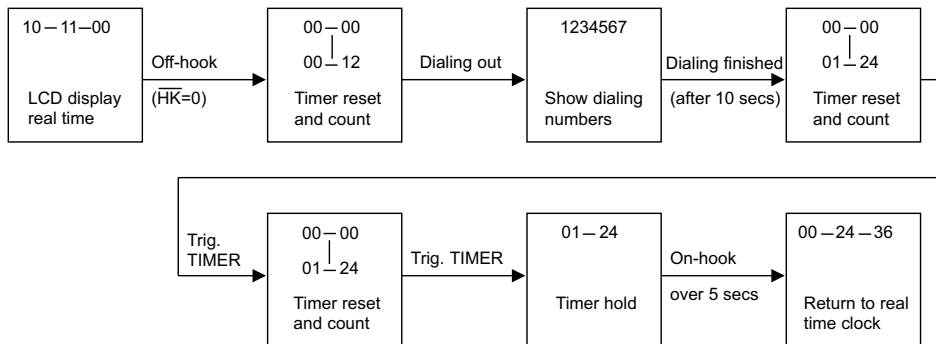 10—11—00
LCD display
real time
Off-hook
(H̅K̅=0)
00—00
00—12
Timer reset
and count
Dialing out
1234567
Show dialing
numbers
Dialing finished
(after 10 secs)
00—00
01—24
Timer reset
and count
Trig.
TIMER
00—00
01—24
Timer reset
and count
Trig. TIMER
01—24
Timer hold
On-hook
over 5 secs
00—24—36
Return to real
time clock